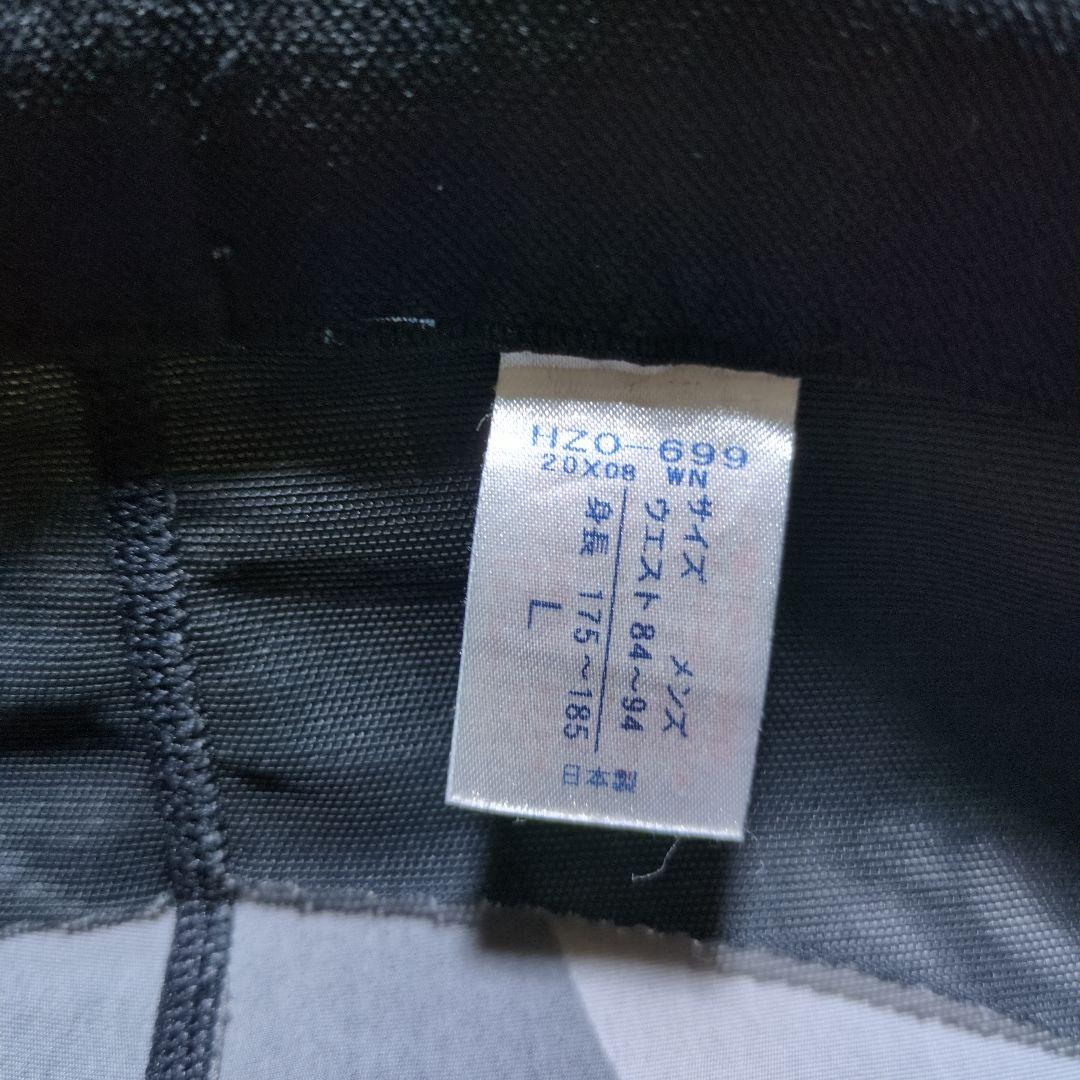 HZO-699
20X08 WN
サイズ メンズ
ウエスト84～94
身長 175～185
L
日本製